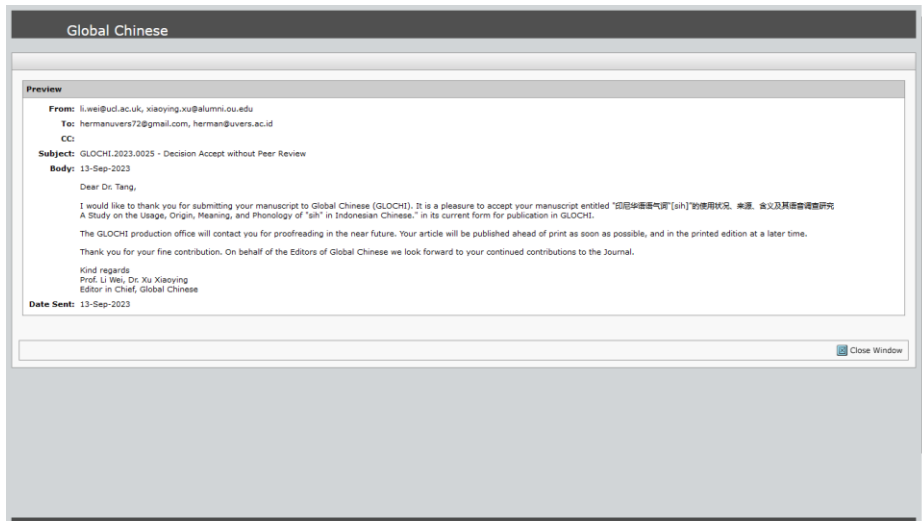 Global Chinese
Preview
From: li.wei@ucl.ac.uk, xiaoying.xu@alumni.ou.edu
To: hermanuvers72@gmail.com, herman@uvers.ac.id
CC:
Subject: GLOCHI.2023.0025 - Decision Accept without Peer Review
Body: 13-Sep-2023
Dear Dr. Tang,
I would like to thank you for submitting your manuscript to Global Chinese (GLOCHI). It is a pleasure to accept your manuscript entitled "印尼华语语气词"[sih]"的使用状况、来源、含义及其语音调查研究
A Study on the Usage, Origin, Meaning, and Phonology of "sih" in Indonesian Chinese." in its current form for publication in GLOCHI.
The GLOCHI production office will contact you for proofreading in the near future. Your article will be published ahead of print as soon as possible, and in the printed edition at a later time.
Thank you for your fine contribution. On behalf of the Editors of Global Chinese we look forward to your continued contributions to the Journal.
Kind regards
Prof. Li Wei, Dr. Xu Xiaoying
Editor in Chief, Global Chinese
Date Sent: 13-Sep-2023
Close Window